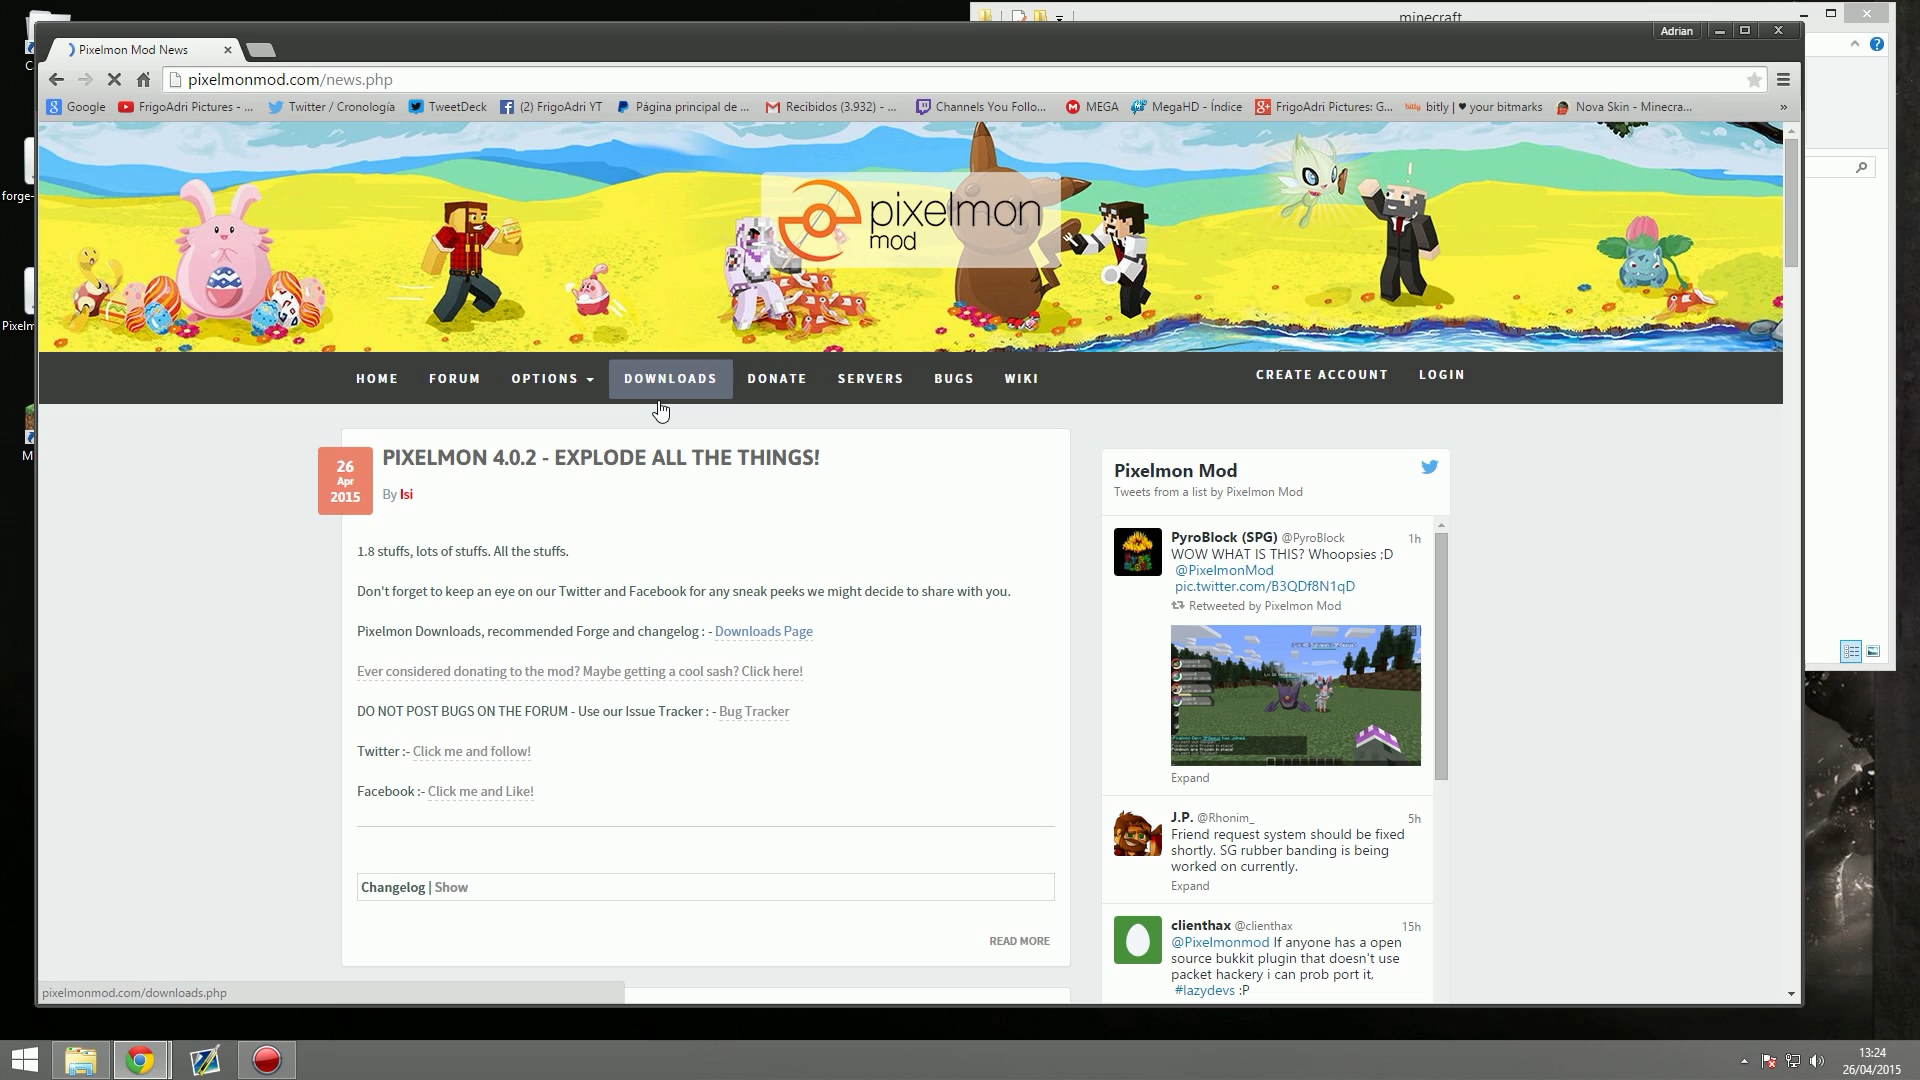 minecraft
Adrian
Pixelmon Mod News
pixelmonmod.com/news.php
Google
FrigoAdri Pictures - ...
Twitter / Cronología
TweetDeck
(2) FrigoAdri YT
Página principal de ...
Recibidos (3.932) - ...
Channels You Follo...
MEGA
MegaHD - Índice
FrigoAdri Pictures: G...
bitly | ♥ your bitmarks
Nova Skin - Minecra...
»
pixelmon
mod
HOME
FORUM
OPTIONS
DOWNLOADS
DONATE
SERVERS
BUGS
WIKI
CREATE ACCOUNT
LOGIN
26
Apr
2015
PIXELMON 4.0.2 - EXPLODE ALL THE THINGS!
By Isi
1.8 stuffs, lots of stuffs. All the stuffs.
Don't forget to keep an eye on our Twitter and Facebook for any sneak peeks we might decide to share with you.
Pixelmon Downloads, recommended Forge and changelog : - Downloads Page
Ever considered donating to the mod? Maybe getting a cool sash? Click here!
DO NOT POST BUGS ON THE FORUM - Use our Issue Tracker : - Bug Tracker
Twitter :- Click me and follow!
Facebook :- Click me and Like!
Changelog | Show
READ MORE
Pixelmon Mod
Tweets from a list by Pixelmon Mod
PyroBlock (SPG) @PyroBlock 1h
WOW WHAT IS THIS? Whoopsies ;D
@PixelmonMod
pic.twitter.com/B3QDf8N1qD
Retweeted by Pixelmon Mod
Expand
J.P. @Rhonim_ 5h
Friend request system should be fixed
shortly. SG rubber banding is being
worked on currently.
Expand
clienthax @clienthax 15h
@Pixelmonmod If anyone has a open
source bukkit plugin that doesn't use
packet hackery i can prob port it.
#lazydevs :P
pixelmonmod.com/downloads.php
forge-
Pixelm
M
13:24
26/04/2015